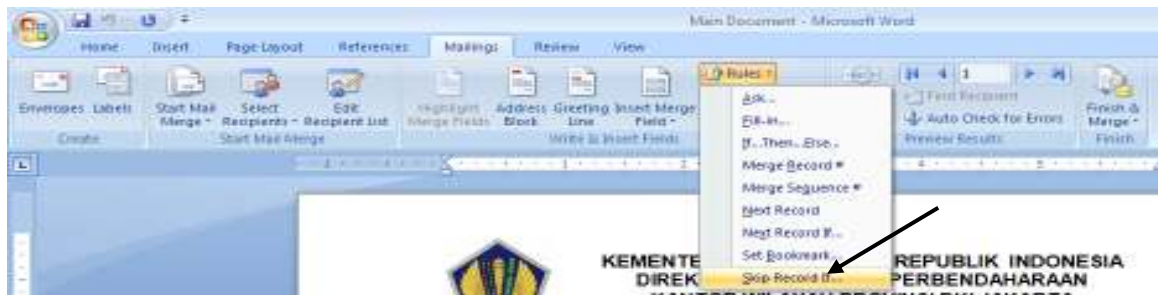 Main Document - Microsoft Word
Home Insert Page Layout References Mailings Review View
Envelopes Labels
Start Mail Merge
Select Recipients
Edit Recipient List
Highlight Merge Fields
Address Block
Greeting Line
Insert Merge Field
Rules
1
Find Recipient
Auto Check for Errors
Finish & Merge
Create
Start Mail Merge
Write & Insert Fields
Preview Results
Finish
Ask...
Fill-in...
If...Then...Else...
Merge Record #
Merge Sequence #
Next Record
Next Record If...
Set Bookmark...
Skip Record If...
KEMENTE REPUBLIK INDONESIA
DIREK PERBENDAHARAAN